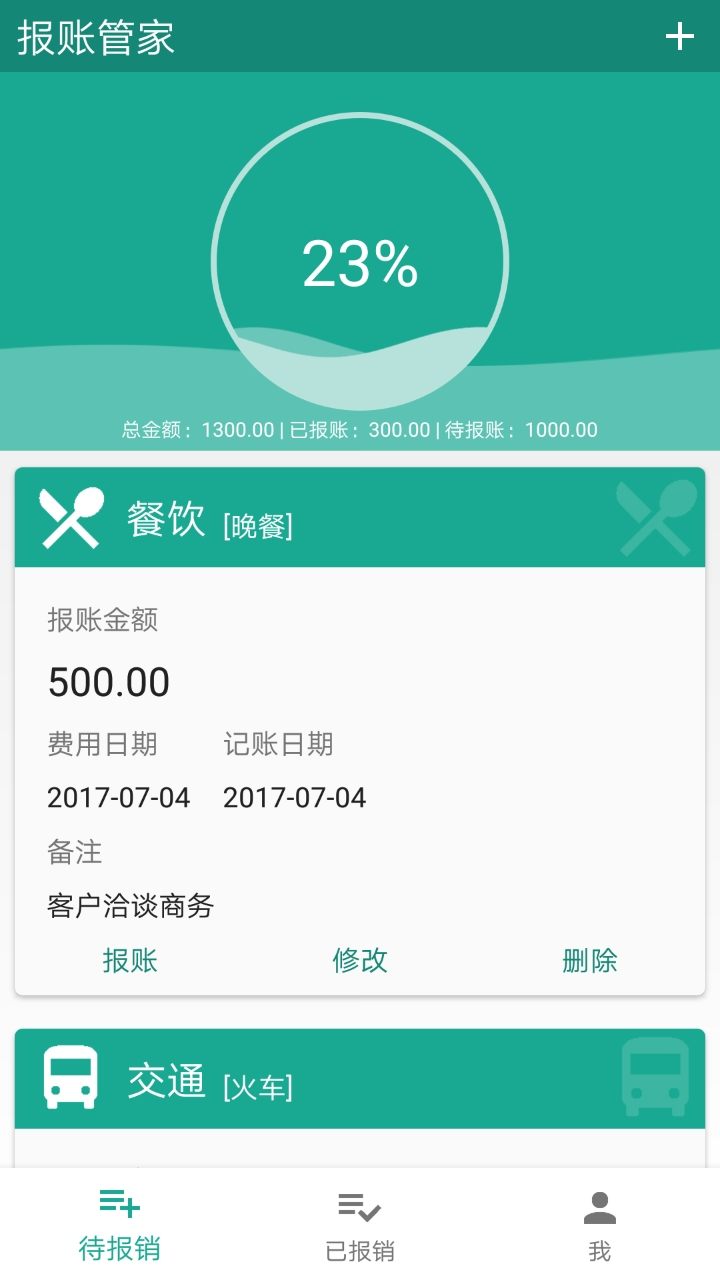 报账管家
23%
总金额：1300.00 | 已报账：300.00 | 待报账：1000.00
餐饮 [晚餐]
报账金额
500.00
费用日期 记账日期
2017-07-04 2017-07-04
备注
客户洽谈商务
报账 修改 删除
交通 [火车]
待报销 已报销 我